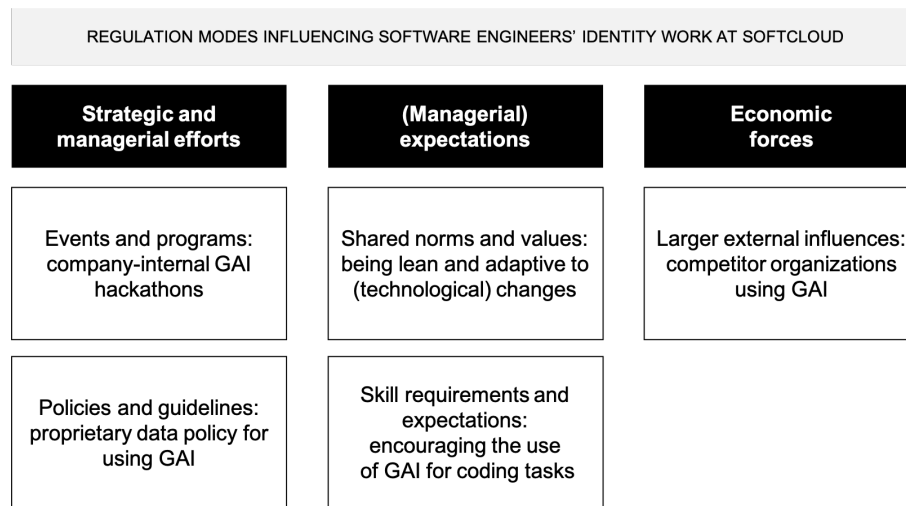 REGULATION MODES INFLUENCING SOFTWARE ENGINEERS’ IDENTITY WORK AT SOFTCLOUD
Strategic and
managerial efforts
Events and programs:
company-internal GAI
hackathons
Policies and guidelines:
proprietary data policy for
using GAI
(Managerial)
expectations
Shared norms and values:
being lean and adaptive to
(technological) changes
Skill requirements and
expectations:
encouraging the use
of GAI for coding tasks
Economic
forces
Larger external influences:
competitor organizations
using GAI